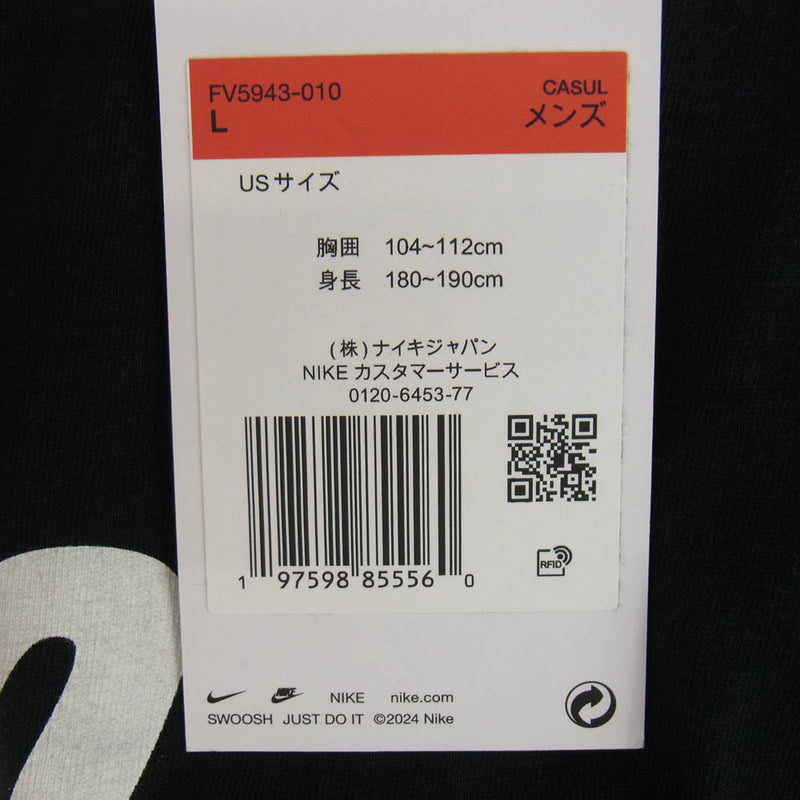 FV5943-010
CASUL
L
メンズ
USサイズ
胸囲 104~112cm
身長 180~190cm
(株)ナイキジャパン
NIKE カスタマーサービス
0120-6453-77
1 97598 85556 0
RFID
NIKE nike.com
SWOOSH JUST DO IT ©2024 Nike